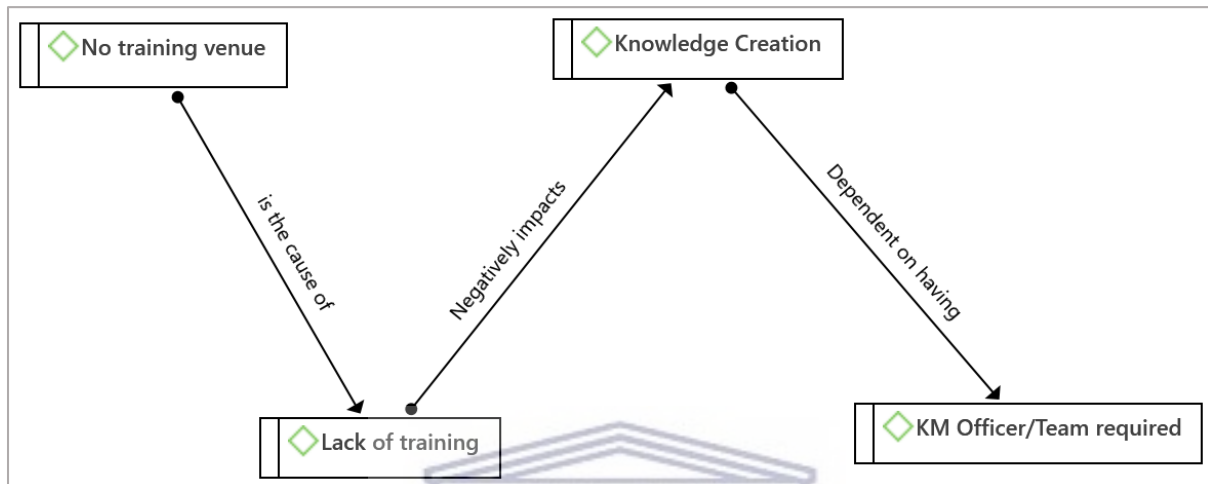 No training venue
Knowledge Creation
is the cause of
Negatively impacts
Dependent on having
Lack of training
KM Officer/Team required